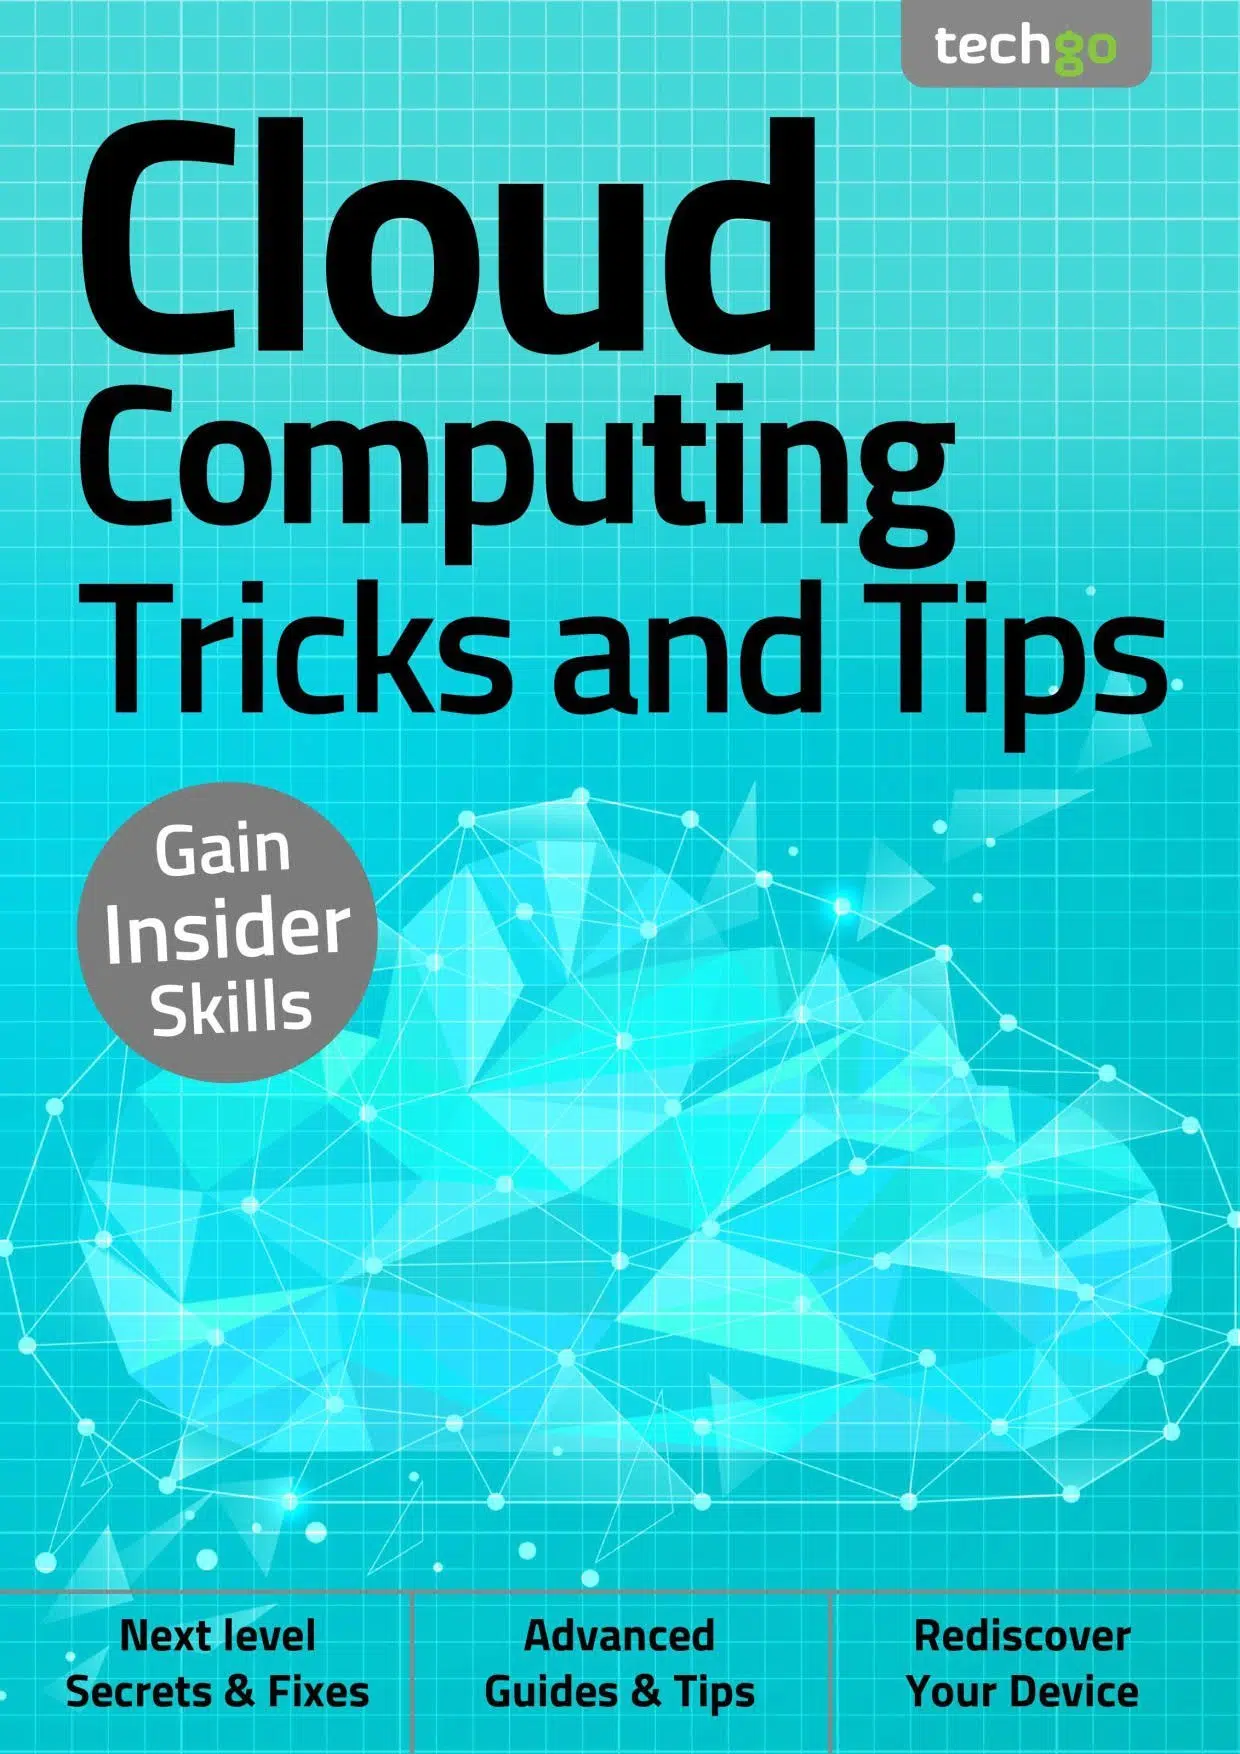 techgo
Cloud
Computing
Tricks and Tips
Gain
Insider
Skills
Next level
Secrets & Fixes
Advanced
Guides & Tips
Rediscover
Your Device